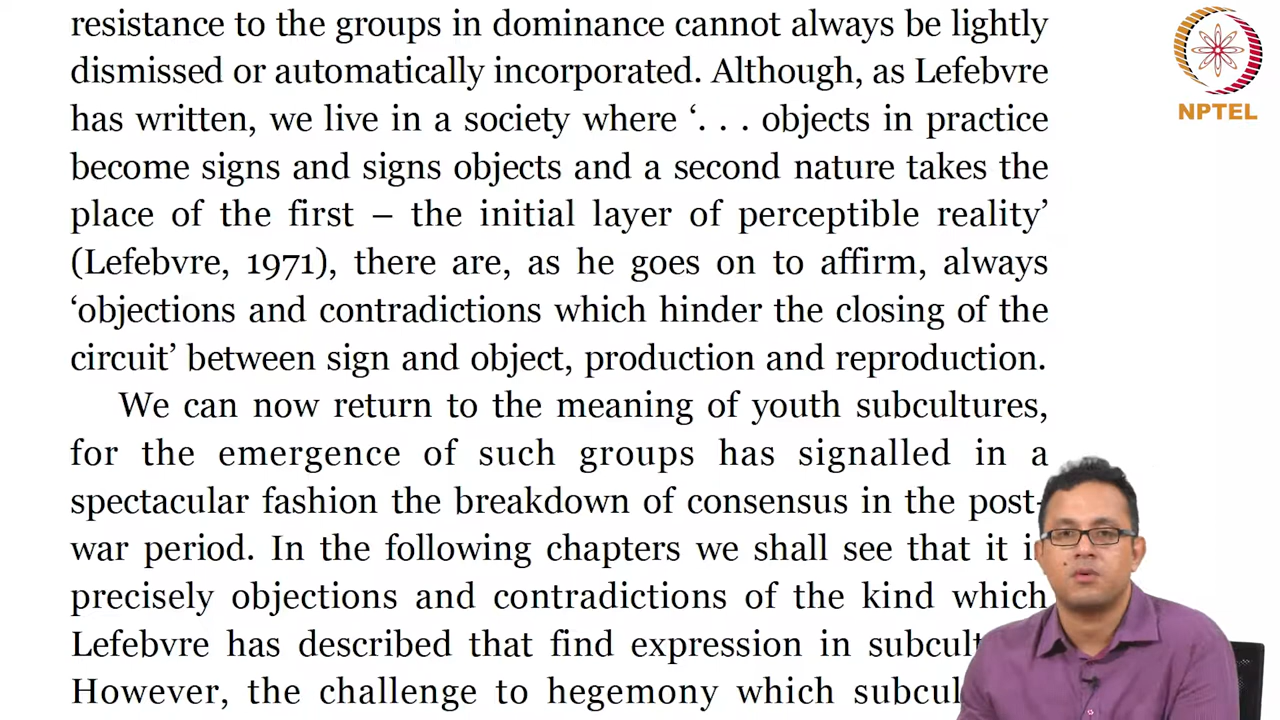 resistance to the groups in dominance cannot always be lightly
dismissed or automatically incorporated. Although, as Lefebvre
has written, we live in a society where ‘. . . objects in practice
become signs and signs objects and a second nature takes the
place of the first – the initial layer of perceptible reality’
(Lefebvre, 1971), there are, as he goes on to affirm, always
‘objections and contradictions which hinder the closing of the
circuit’ between sign and object, production and reproduction.
We can now return to the meaning of youth subcultures,
for the emergence of such groups has signalled in a
spectacular fashion the breakdown of consensus in the post-
war period. In the following chapters we shall see that it
precisely objections and contradictions of the kind which
Lefebvre has described that find expression in
However, the challenge to hegemony which
NPTEL